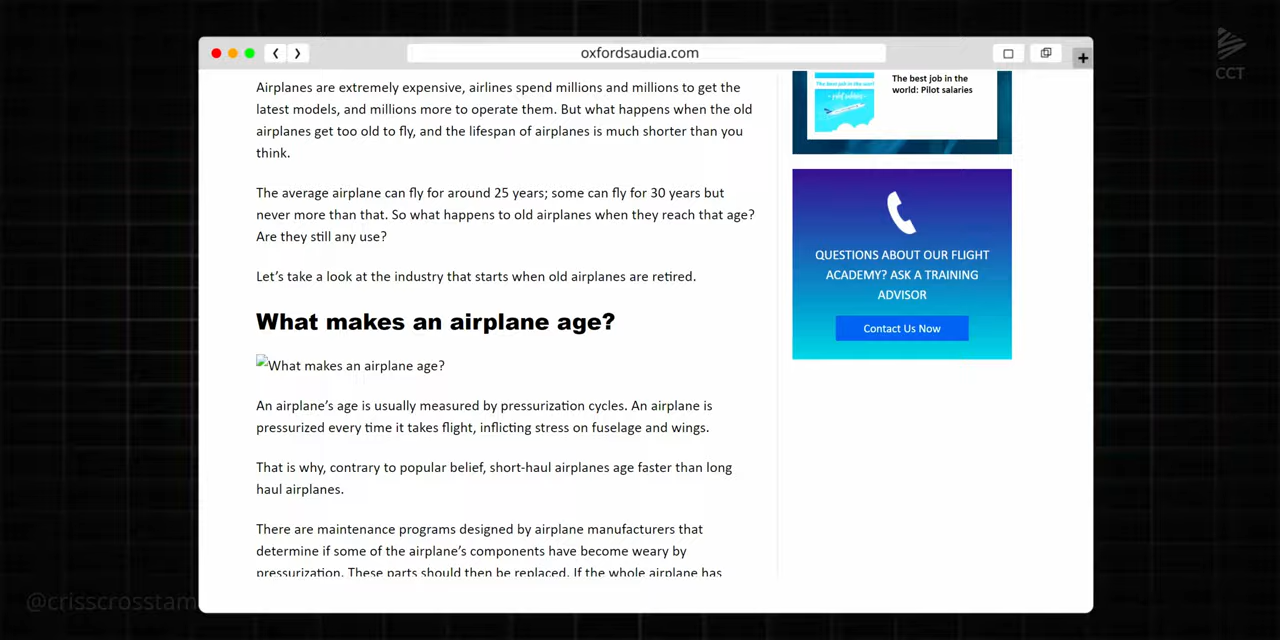 oxfordsaudia.com
+
CCT
Airplanes are extremely expensive, airlines spend millions and millions to get the
latest models, and millions more to operate them. But what happens when the old
airplanes get too old to fly, and the lifespan of airplanes is much shorter than you
think.
The average airplane can fly for around 25 years; some can fly for 30 years but
never more than that. So what happens to old airplanes when they reach that age?
Are they still any use?
Let’s take a look at the industry that starts when old airplanes are retired.
What makes an airplane age?
What makes an airplane age?
An airplane’s age is usually measured by pressurization cycles. An airplane is
pressurized every time it takes flight, inflicting stress on fuselage and wings.
That is why, contrary to popular belief, short-haul airplanes age faster than long
haul airplanes.
There are maintenance programs designed by airplane manufacturers that
determine if some of the airplane’s components have become weary by
pressurization. These parts should then be replaced. If the whole airplane has
The best job in the
world: Pilot salaries
QUESTIONS ABOUT OUR FLIGHT
ACADEMY? ASK A TRAINING
ADVISOR
Contact Us Now
@crisscrosstam